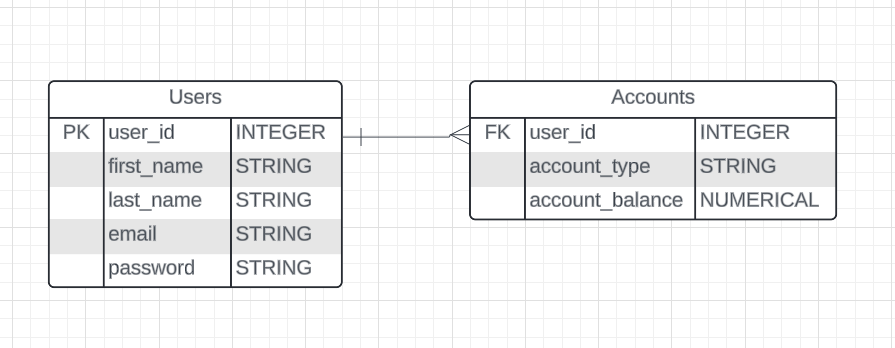 Users
PK user_id INTEGER
first_name STRING
last_name STRING
email STRING
password STRING
Accounts
FK user_id INTEGER
account_type STRING
account_balance NUMERICAL